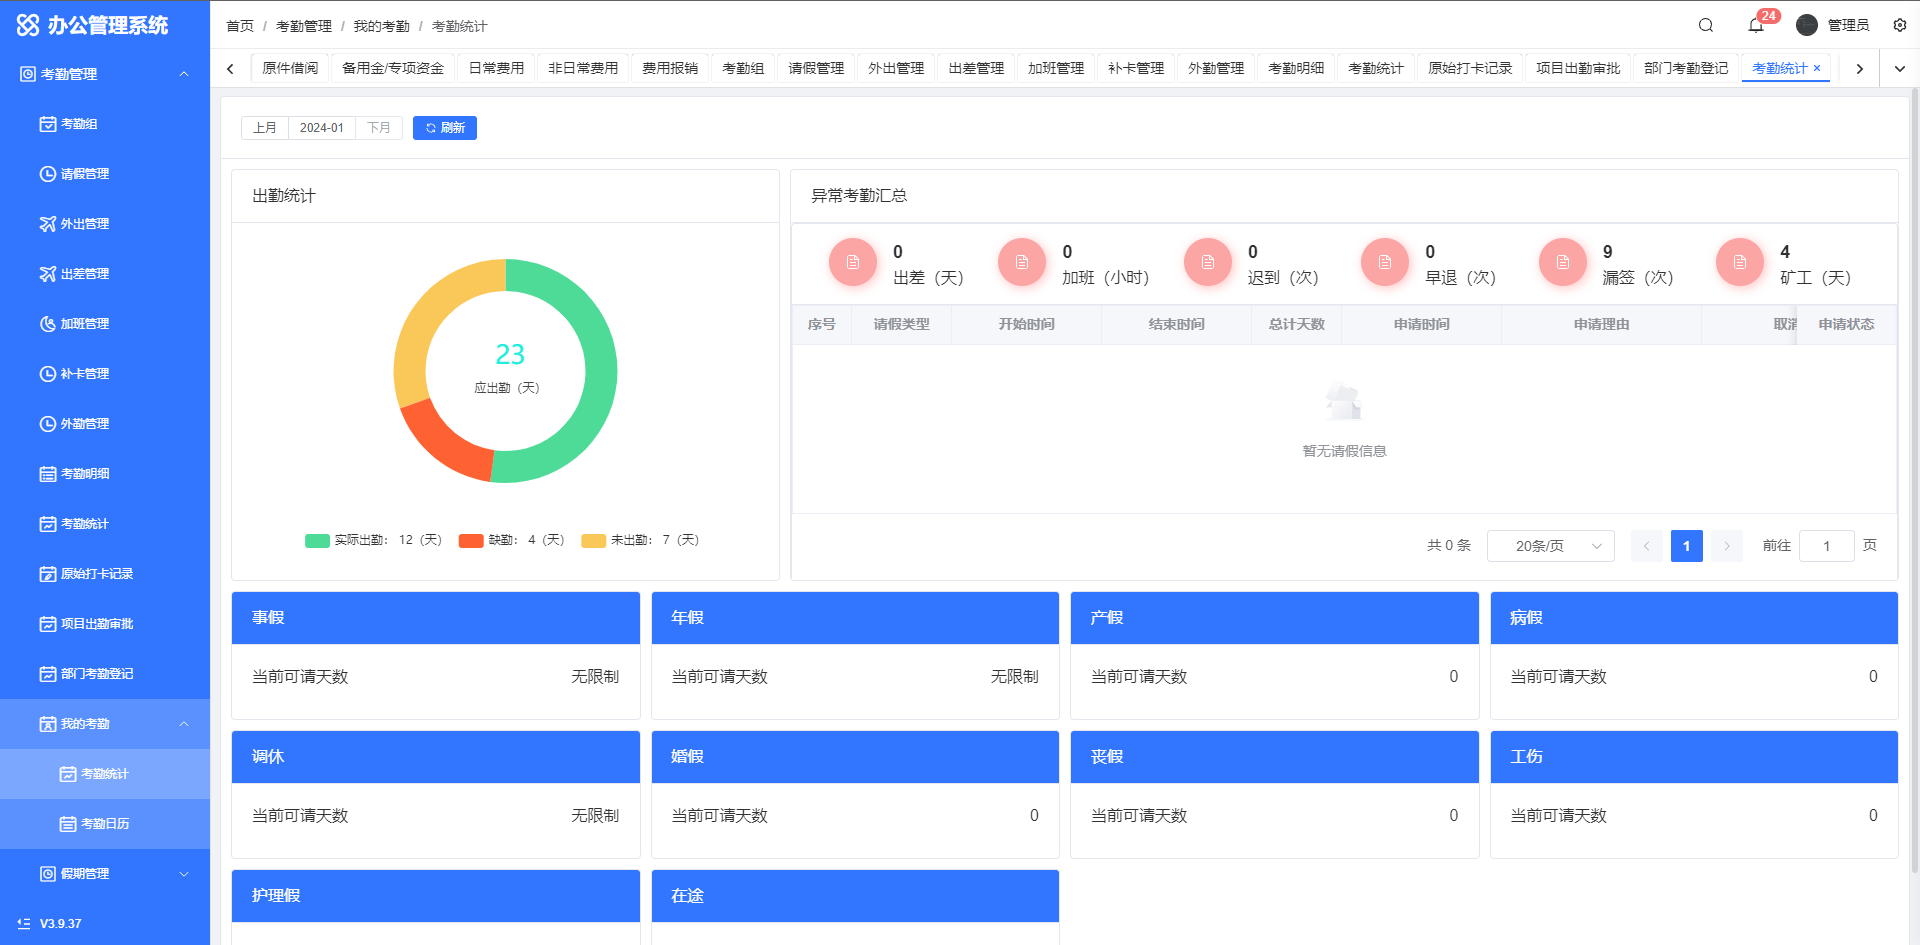 办公管理系统
首页 / 考勤管理 / 我的考勤 / 考勤统计
24
管理员
原件借阅 备用金/专项资金 日常费用 非日常费用 费用报销 考勤组 请假管理 外出管理 出差管理 加班管理 补卡管理 外勤管理 考勤明细 考勤统计 原始打卡记录 项目出勤审批 部门考勤登记 考勤统计 ×
考勤管理
考勤组
请假管理
外出管理
出差管理
加班管理
补卡管理
外勤管理
考勤明细
考勤统计
原始打卡记录
项目出勤审批
部门考勤登记
我的考勤
考勤统计
考勤日历
假期管理
V3.9.37
上月 2024-01 下月 刷新
出勤统计
23
应出勤（天）
实际出勤： 12（天） 缺勤： 4（天） 未出勤： 7（天）
异常考勤汇总
0
出差（天）
0
加班（小时）
0
迟到（次）
0
早退（次）
9
漏签（次）
4
矿工（天）
序号 请假类型 开始时间 结束时间 总计天数 申请时间 申请理由 取 申请状态
暂无请假信息
共 0 条 20条/页 1 前往 1 页
事假
当前可请天数 无限制
年假
当前可请天数 无限制
产假
当前可请天数 0
病假
当前可请天数 0
调休
当前可请天数 无限制
婚假
当前可请天数 0
丧假
当前可请天数 0
工伤
当前可请天数 0
护理假
在途